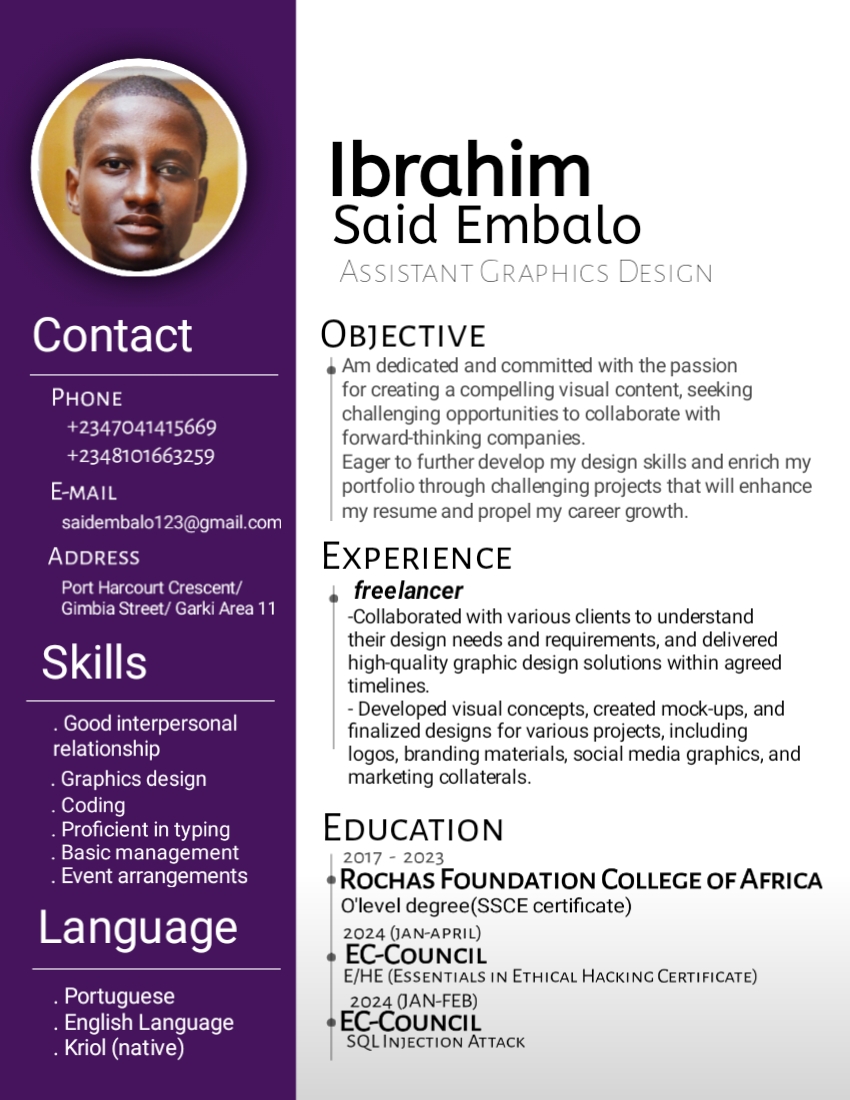 Ibrahim
Said Embalo
Assistant Graphics Design
Contact
Phone
+2347041415669
+2348101663259
E-mail
saidembalo123@gmail.com
Address
Port Harcourt Crescent/
Gimbia Street/ Garki Area 11
Skills
. Good interpersonal
relationship
. Graphics design
. Coding
. Proficient in typing
. Basic management
. Event arrangements
Language
. Portuguese
. English Language
. Kriol (native)
Objective
Am dedicated and committed with the passion
for creating a compelling visual content, seeking
challenging opportunities to collaborate with
forward-thinking companies.
Eager to further develop my design skills and enrich my
portfolio through challenging projects that will enhance
my resume and propel my career growth.
Experience
freelancer
-Collaborated with various clients to understand
their design needs and requirements, and delivered
high-quality graphic design solutions within agreed
timelines.
- Developed visual concepts, created mock-ups, and
finalized designs for various projects, including
logos, branding materials, social media graphics, and
marketing collaterals.
Education
2017 - 2023
Rochas Foundation College of Africa
O'level degree(SSCE certificate)
2024 (JAN-APRIL)
EC-Council
E/HE (Essentials in Ethical Hacking Certificate)
2024 (JAN-FEB)
EC-Council
SQL Injection Attack